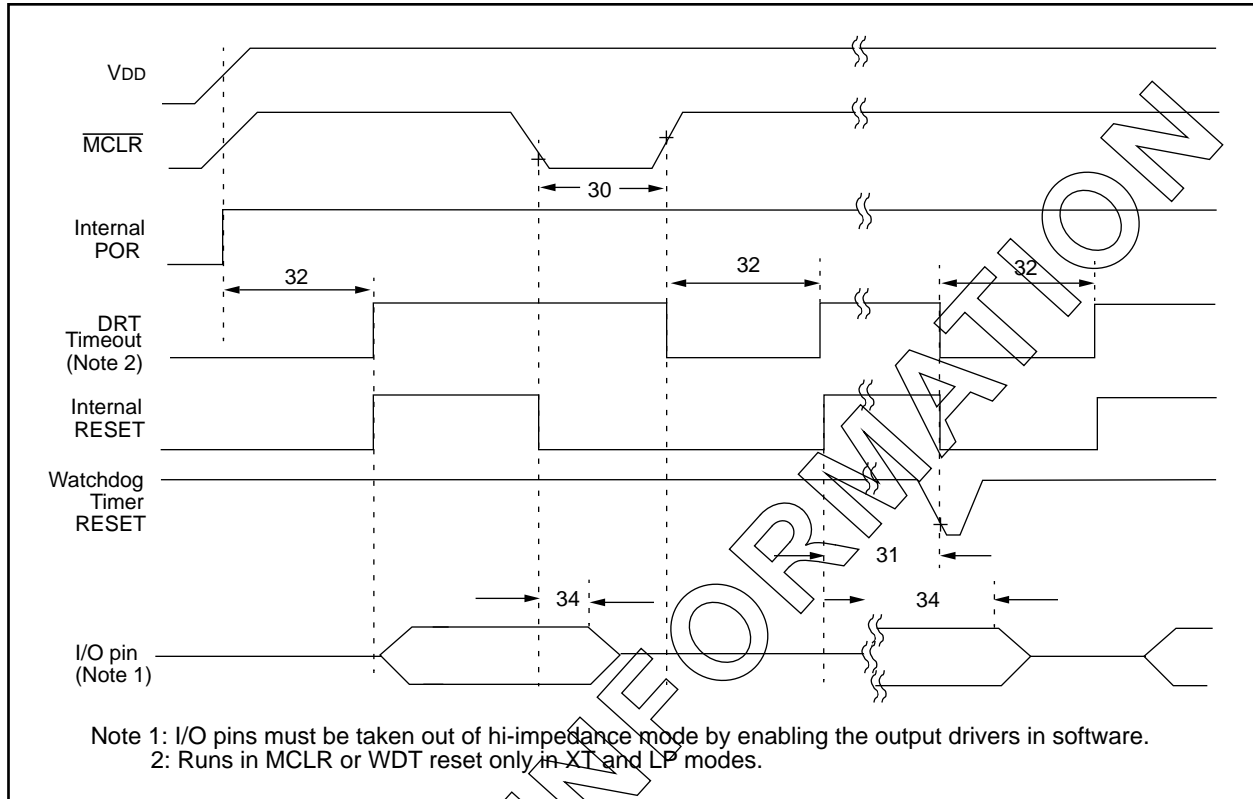 VDD
MCLR
30
Internal
POR
32
32
32
DRT
Timeout
(Note 2)
Internal
RESET
Watchdog
Timer
RESET
31
34
34
I/O pin
(Note 1)
Note 1: I/O pins must be taken out of hi-impedance mode by enabling the output drivers in software.
2: Runs in MCLR or WDT reset only in XT and LP modes.
INFORMATION